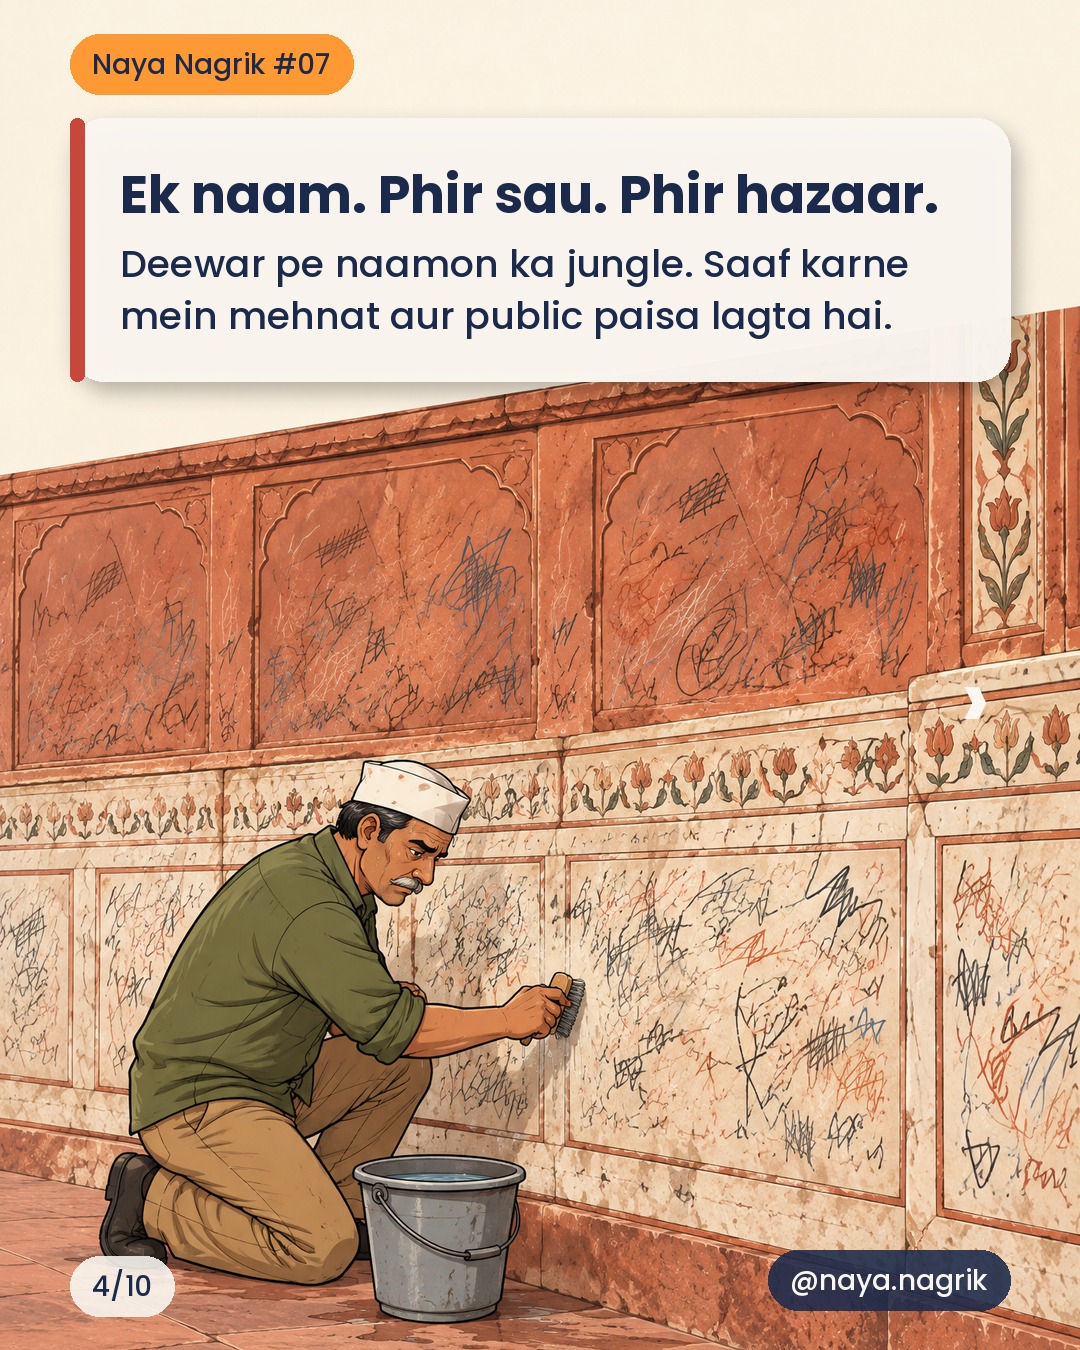 Naya Nagrik #07
Ek naam. Phir sau. Phir hazaar.
Deewar pe naamon ka jungle. Saaf karne
mein mehnat aur public paisa lagta hai.
4/10
@naya.nagrik